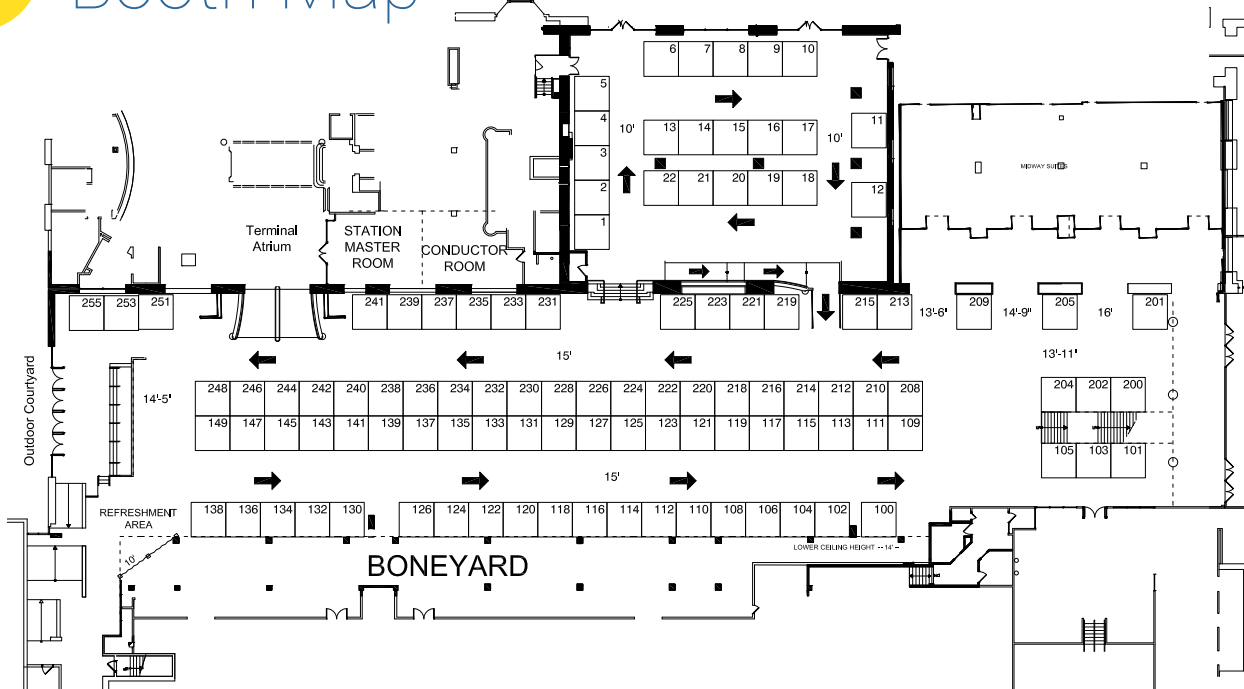 Booth Map
6 7 8 9 10
5
4
3
2
1
10'
13 14 15 16 17
10'
11
22 21 20 19 18
12
MIDWAY SUITES
Terminal
Atrium
STATION
MASTER
ROOM
CONDUCTOR
ROOM
255 253 251
241 239 237 235 233 231
225 223 221 219
215 213
13'-6"
209
14'-9"
205
16'
201
15'
13'-11"
Outdoor Courtyard
14'-5"
248 246 244 242 240 238 236 234 232 230 228 226 224 222 220 218 216 214 212 210 208
204 202 200
149 147 145 143 141 139 137 135 133 131 129 127 125 123 121 119 117 115 113 111 109
105 103 101
15'
REFRESHMENT
AREA
138 136 134 132 130
126 124 122 120 118 116 114 112 110 108 106 104 102
100
LOWER CEILING HEIGHT -- 14' --
10'
BONEYARD